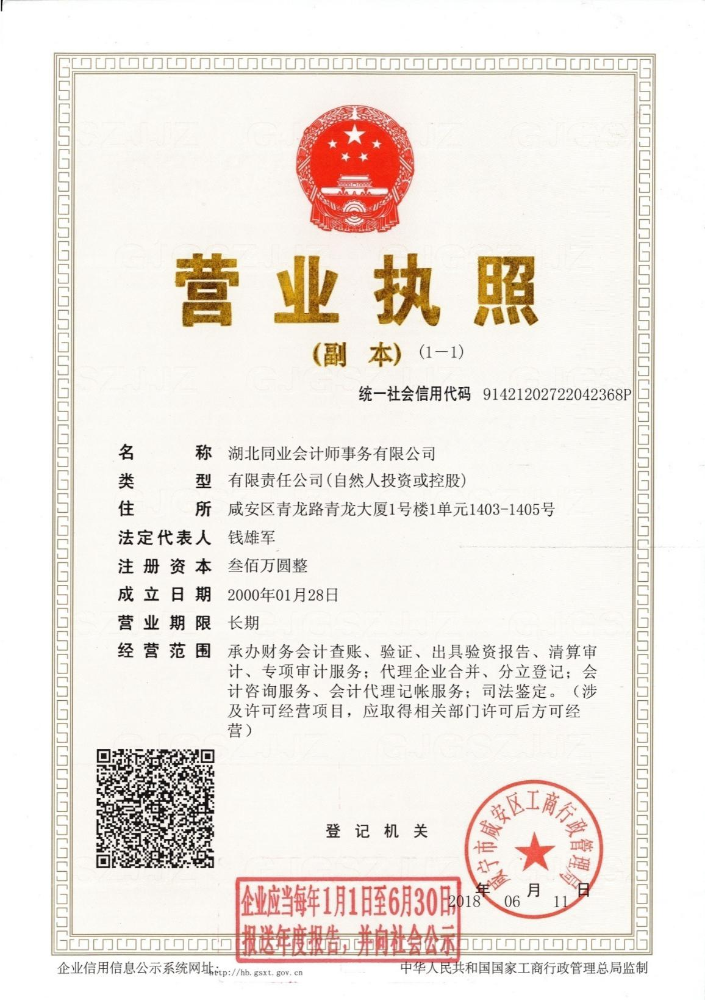 营业执照
(副 本) (1-1)
统一社会信用代码 91421202722042368P
名称 湖北同业会计师事务有限公司
类型 有限责任公司(自然人投资或控股)
住所 咸安区青龙路青龙大厦1号楼1单元1403-1405号
法定代表人 钱雄军
注册资本 叁佰万圆整
成立日期 2000年01月28日
营业期限 长期
经营范围 承办财务会计查账、验证、出具验资报告、清算审
计、专项审计服务；代理企业合并、分立登记；会
计咨询服务、会计代理记帐服务；司法鉴定。（涉
及许可经营项目，应取得相关部门许可后方可经
营）
登记机关
咸宁市咸安区工商行政管理局
2018年06月11日
企业应当每年1月1日至6月30日,
报送年度报告，并向社会公示
企业信用信息公示系统网址: http://hb.gsxt.gov.cn
中华人民共和国国家工商行政管理总局监制